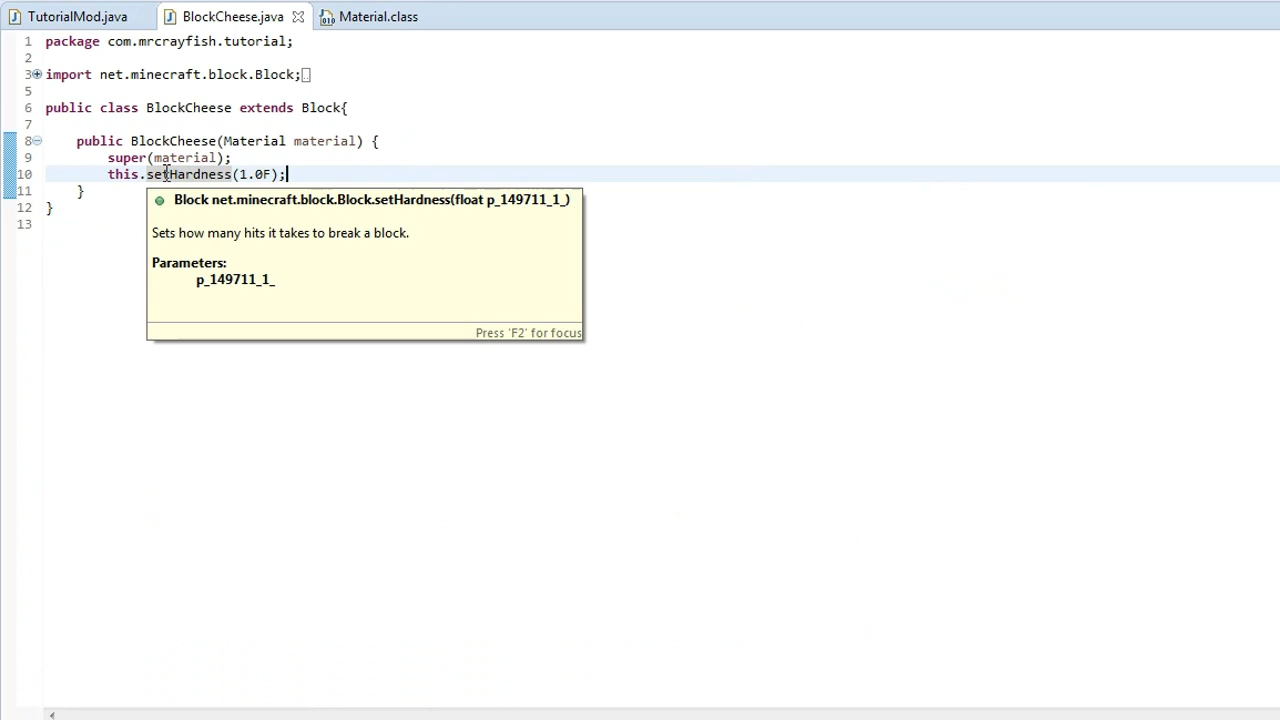 TutorialMod.java
BlockCheese.java
Material.class
1 package com.mrcrayfish.tutorial;
2
3 import net.minecraft.block.Block;
5
6 public class BlockCheese extends Block{
7
8 public BlockCheese(Material material) {
9 super(material);
10 this.setHardness(1.0F);
11 }
12 }
13
Block net.minecraft.block.Block.setHardness(float p_149711_1_)
Sets how many hits it takes to break a block.
Parameters:
p_149711_1_
Press 'F2' for focus